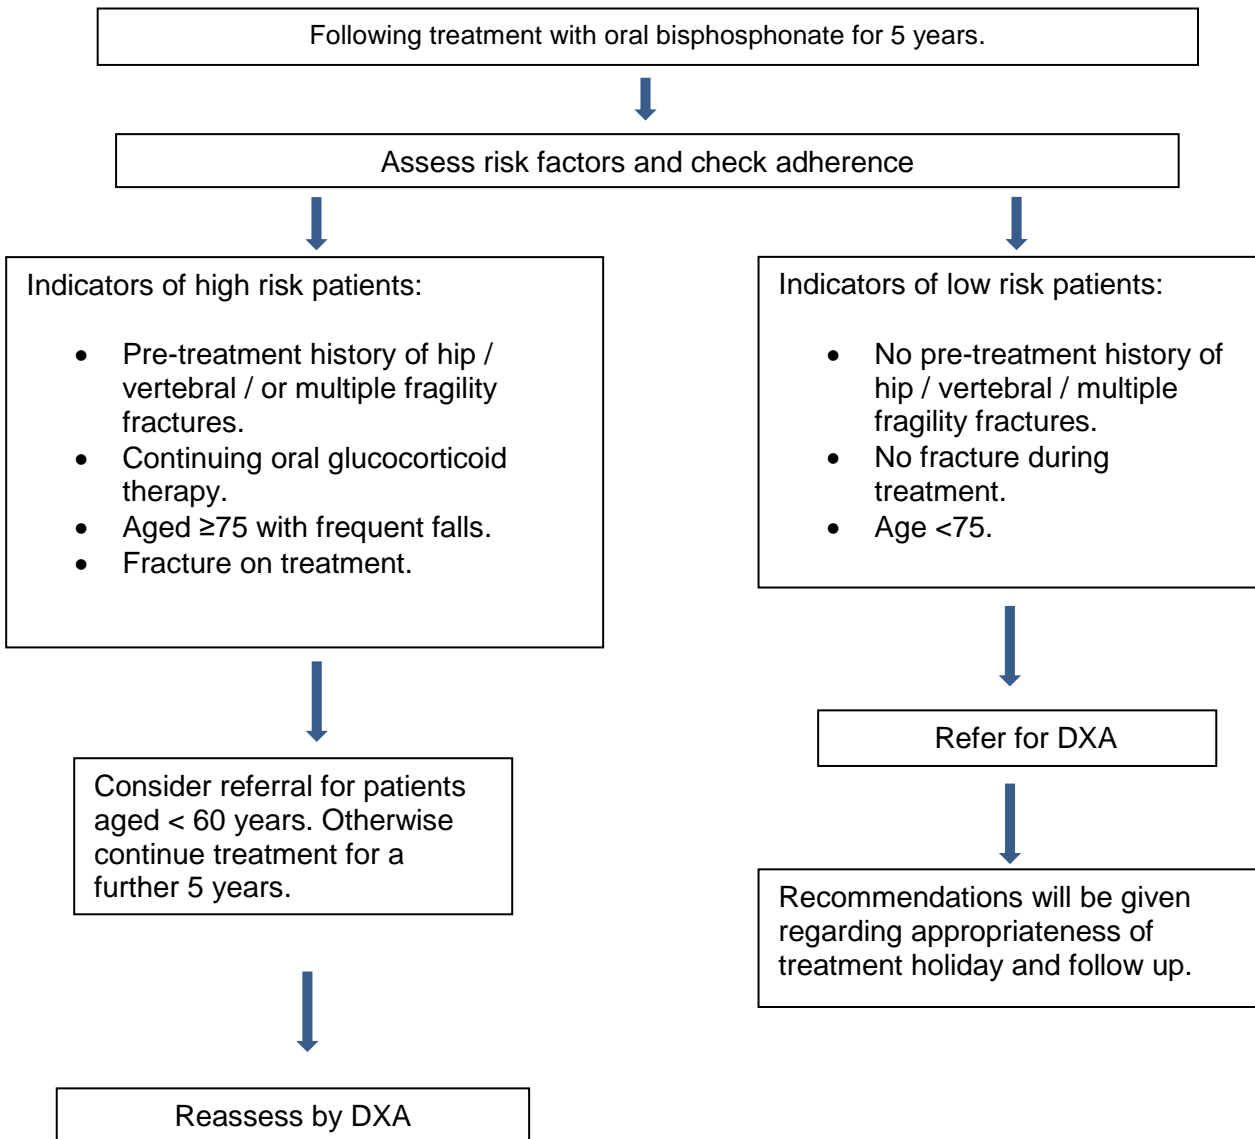 Following treatment with oral bisphosphonate for 5 years.
Assess risk factors and check adherence
Indicators of high risk patients:
• Pre-treatment history of hip /
vertebral / or multiple fragility
fractures.
• Continuing oral glucocorticoid
therapy.
• Aged ≥75 with frequent falls.
• Fracture on treatment.
Indicators of low risk patients:
• No pre-treatment history of
hip / vertebral / multiple
fragility fractures.
• No fracture during
treatment.
• Age <75.
Consider referral for patients
aged < 60 years. Otherwise
continue treatment for a
further 5 years.
Refer for DXA
Recommendations will be given
regarding appropriateness of
treatment holiday and follow up.
Reassess by DXA